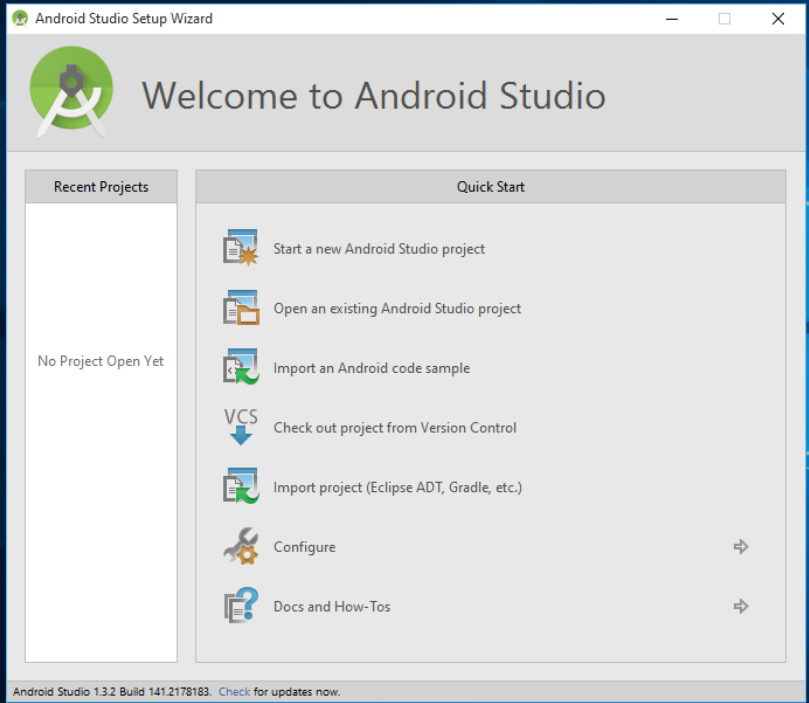 Android Studio Setup Wizard
Welcome to Android Studio
Recent Projects
No Project Open Yet
Quick Start
Start a new Android Studio project
Open an existing Android Studio project
Import an Android code sample
VCS
Check out project from Version Control
Import project (Eclipse ADT, Gradle, etc.)
Configure
Docs and How-Tos
Android Studio 1.3.2 Build 141.2178183. Check for updates now.